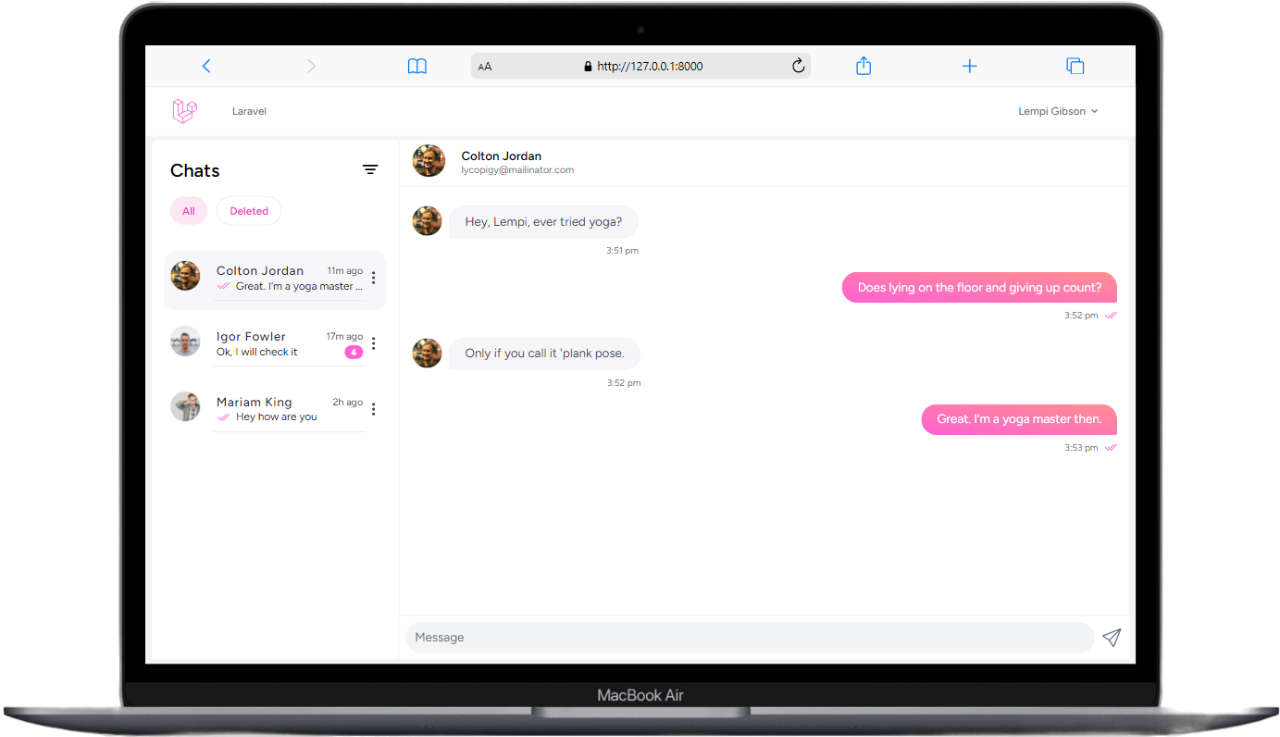 AA http://127.0.0.1:8000
Laravel
Lempi Gibson
Chats
All
Deleted
Colton Jordan 11m ago
Great. I'm a yoga master ...
Igor Fowler 17m ago
Ok, I will check it 4
Mariam King 2h ago
Hey how are you
Colton Jordan
lycopigy@mailinator.com
Hey, Lempi, ever tried yoga?
3:51 pm
Does lying on the floor and giving up count?
3:52 pm
Only if you call it 'plank pose.
3:52 pm
Great. I'm a yoga master then.
3:53 pm
Message
MacBook Air